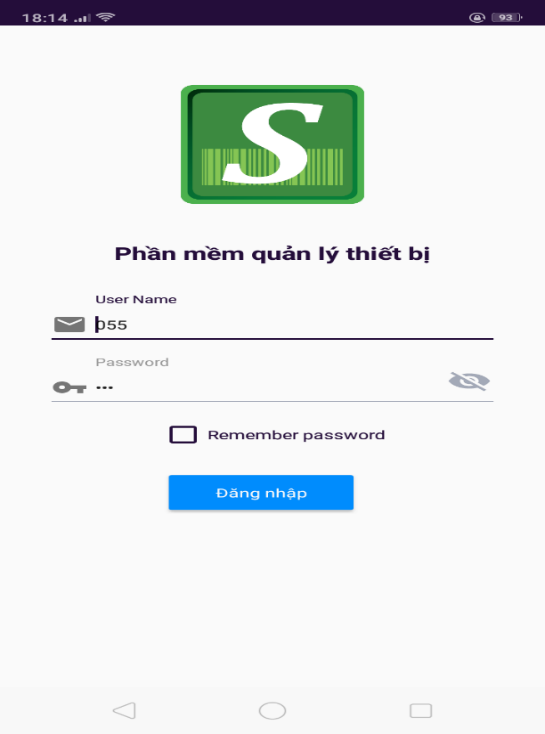 18:14
93
S
Phần mềm quản lý thiết bị
User Name
055
Password
•••
Remember password
Đăng nhập